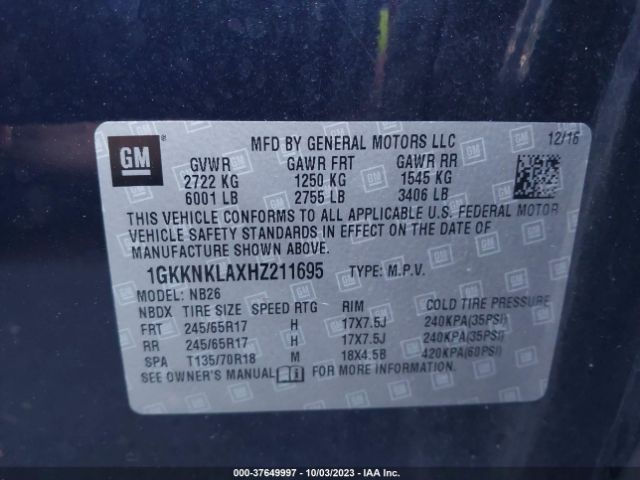 GM
®
MFD BY GENERAL MOTORS LLC 12/16
GVWR GAWR FRT GAWR RR
2722 KG 1250 KG 1545 KG
6001 LB 2755 LB 3406 LB
THIS VEHICLE CONFORMS TO ALL APPLICABLE U.S. FEDERAL MOTOR
VEHICLE SAFETY STANDARDS IN EFFECT ON THE DATE OF
MANUFACTURE SHOWN ABOVE.
1GKKNKLAXHZ211695 TYPE: M.P.V.
MODEL: NB26
NBDX TIRE SIZE SPEED RTG RIM COLD TIRE PRESSURE
FRT 245/65R17 H 17X7.5J 240KPA(35PSI)
RR 245/65R17 H 17X7.5J 240KPA(35PSI)
SPA T135/70R18 M 18X4.5B 420KPA(60PSI)
SEE OWNER'S MANUAL FOR MORE INFORMATION.
000-37649997 - 10/03/2023 - IAA Inc.